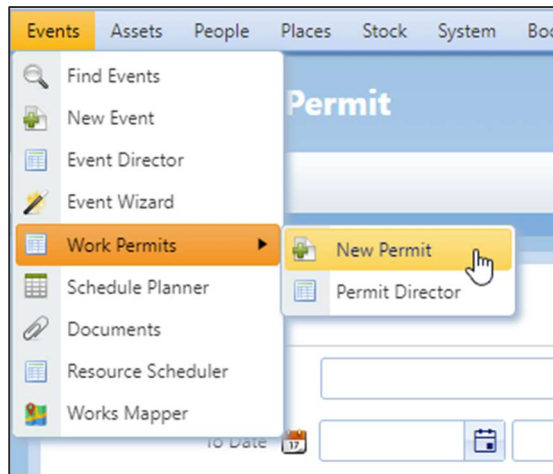 Events Assets People Places Stock System
Permit
Find Events
New Event
Event Director
Event Wizard
Work Permits
New Permit
Permit Director
Schedule Planner
Documents
Resource Scheduler
Works Mapper
To Date 17